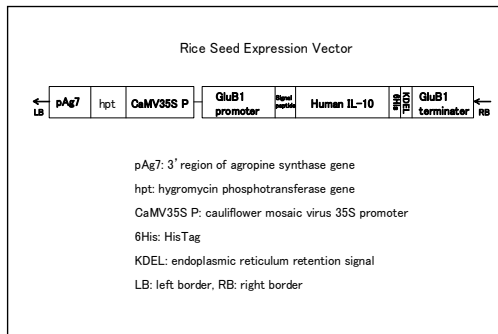 Rice Seed Expression Vector
pAg7 hpt CaMV35S P GluB1 promoter Signal peptide Human IL-10 6His KDEL GluB1 terminater
LB RB
pAg7: 3' region of agropine synthase gene
hpt: hygromycin phosphotransferase gene
CaMV35S P: cauliflower mosaic virus 35S promoter
6His: HisTag
KDEL: endoplasmic reticulum retention signal
LB: left border, RB: right border